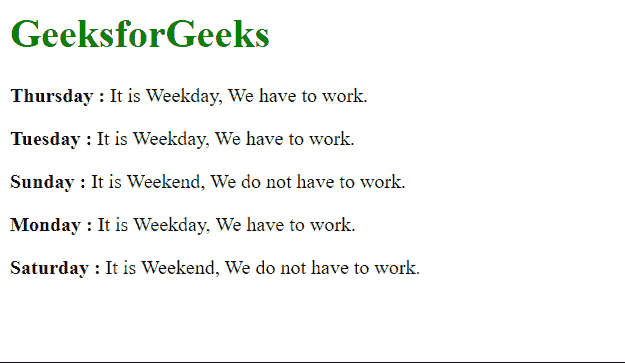 GeeksforGeeks
Thursday : It is Weekday, We have to work.
Tuesday : It is Weekday, We have to work.
Sunday : It is Weekend, We do not have to work.
Monday : It is Weekday, We have to work.
Saturday : It is Weekend, We do not have to work.